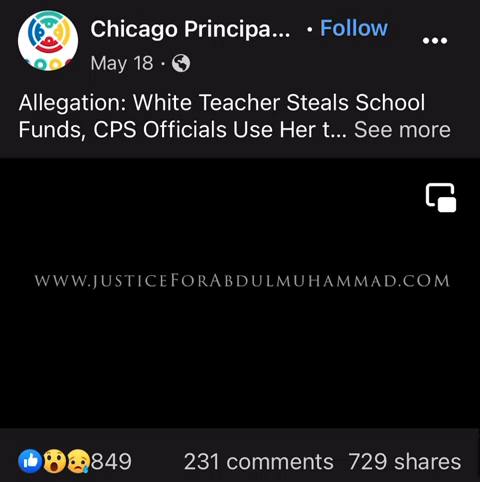 Chicago Principa... · Follow
May 18 ·
Allegation: White Teacher Steals School
Funds, CPS Officials Use Her t... See more
www.justiceForAbdulmuhammad.com
849 231 comments 729 shares